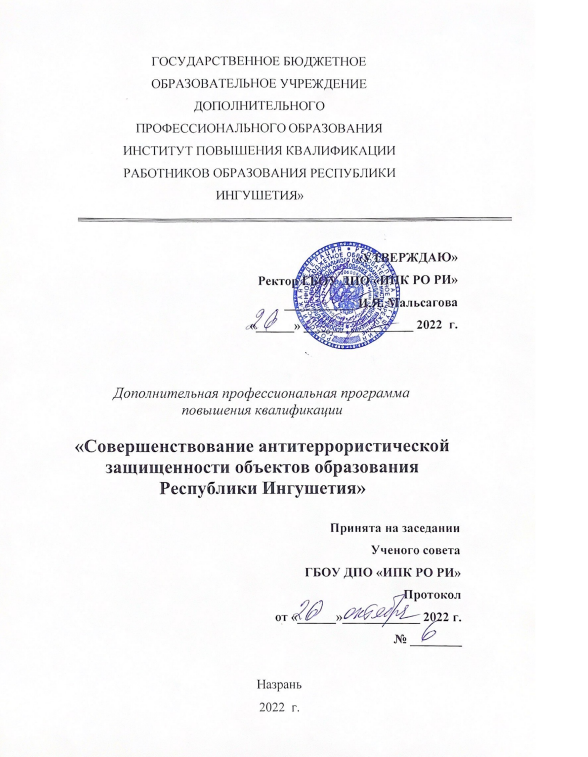 ГОСУДАРСТВЕННОЕ БЮДЖЕТНОЕ
ОБРАЗОВАТЕЛЬНОЕ УЧРЕЖДЕНИЕ
ДОПОЛНИТЕЛЬНОГО
ПРОФЕССИОНАЛЬНОГО ОБРАЗОВАНИЯ
ИНСТИТУТ ПОВЫШЕНИЯ КВАЛИФИКАЦИИ
РАБОТНИКОВ ОБРАЗОВАНИЯ РЕСПУБЛИКИ
ИНГУШЕТИЯ»
«УТВЕРЖДАЮ»
Ректор ГБОУ ДПО «ИПК РО РИ»
Мальсагова
«20» 2022 г.
Дополнительная профессиональная программа
повышения квалификации
«Совершенствование антитеррористической
защищенности объектов образования
Республики Ингушетия»
Принята на заседании
Ученого совета
ГБОУ ДПО «ИПК РО РИ»
Протокол
от «20» октября 2022 г.
№ 6
Назрань
2022 г.